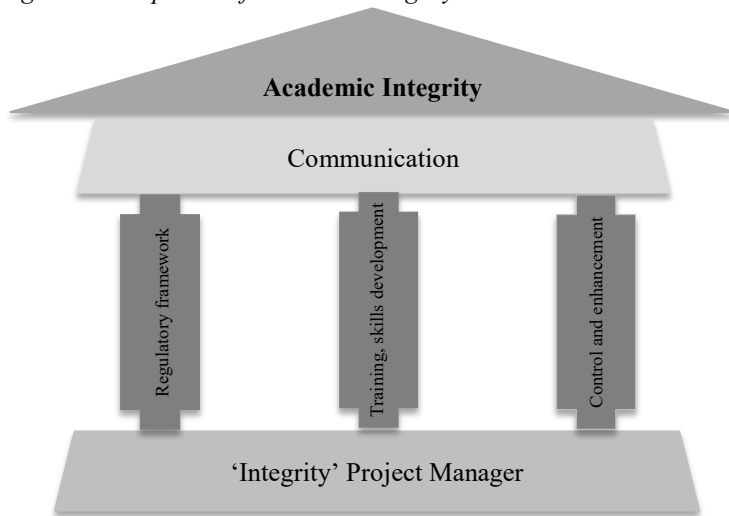 Academic Integrity
Communication
Regulatory framework
Training, skills development
Control and enhancement
‘Integrity’ Project Manager